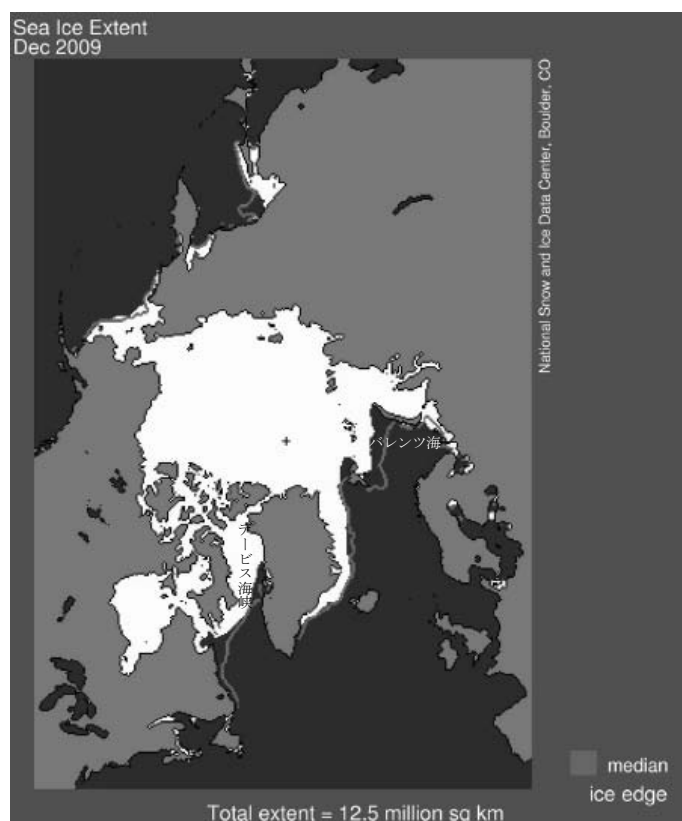 Sea Ice Extent
Dec 2009
National Snow and Ice Data Center, Boulder, CO
バレンツ海
デービス海峡
median
ice edge
Total extent = 12.5 million sq km